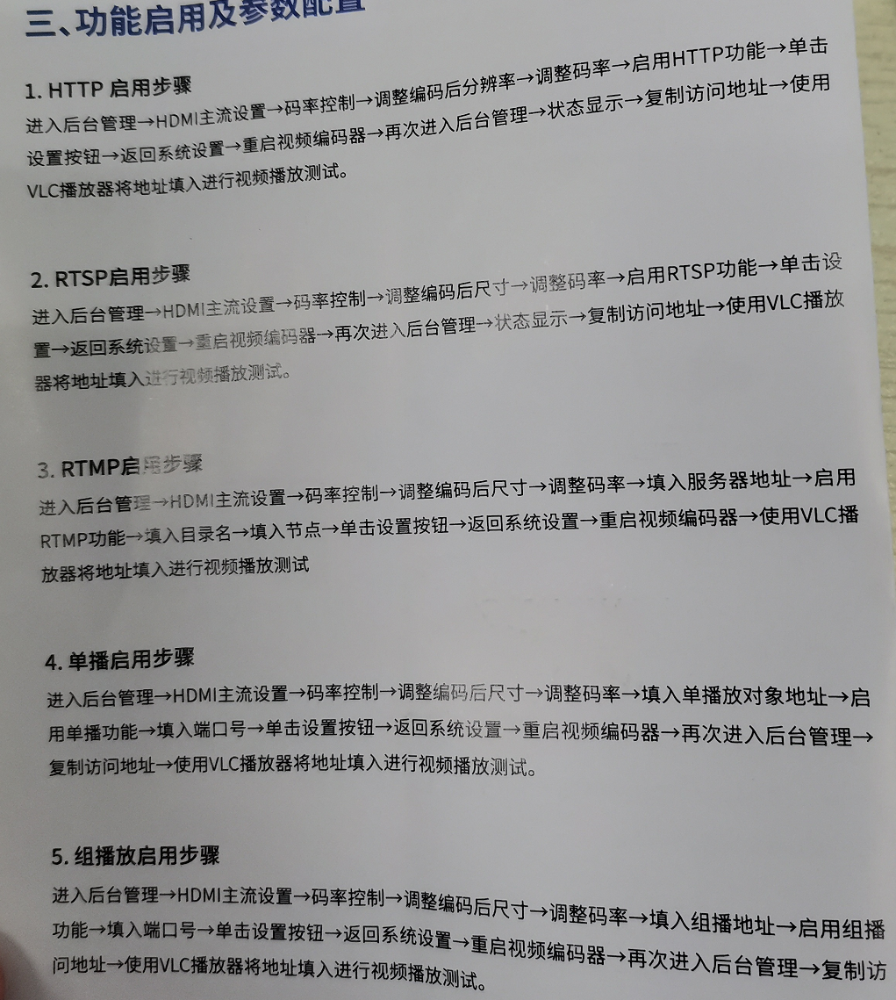 三、功能启用及参数配置
1. HTTP 启用步骤
进入后台管理→HDMI主流设置→码率控制→调整编码后分辨率→调整码率→启用HTTP功能→单击
设置按钮→返回系统设置→重启视频编码器→再次进入后台管理→状态显示→复制访问地址→使用
VLC播放器将地址填入进行视频播放测试。
2. RTSP启用步骤
进入后台管理→HDMI主流设置→码率控制→调整编码后尺寸→调整码率→启用RTSP功能→单击设
置→返回系统设置→重启视频编码器→再次进入后台管理→状态显示→复制访问地址→使用VLC播放
器将地址填入进行视频播放测试。
3. RTMP启用步骤
进入后台管理→HDMI主流设置→码率控制→调整编码后尺寸→调整码率→填入服务器地址→启用
RTMP功能→填入目录名→填入节点→单击设置按钮→返回系统设置→重启视频编码器→使用VLC播
放器将地址填入进行视频播放测试
4. 单播启用步骤
进入后台管理→HDMI主流设置→码率控制→调整编码后尺寸→调整码率→填入单播放对象地址→启
用单播功能→填入端口号→单击设置按钮→返回系统设置→重启视频编码器→再次进入后台管理→
复制访问地址→使用VLC播放器将地址填入进行视频播放测试。
5. 组播放启用步骤
进入后台管理→HDMI主流设置→码率控制→调整编码后尺寸→调整码率→填入组播地址→启用组播
功能→填入端口号→单击设置按钮→返回系统设置→重启视频编码器→再次进入后台管理→复制访
问地址→使用VLC播放器将地址填入进行视频播放测试。